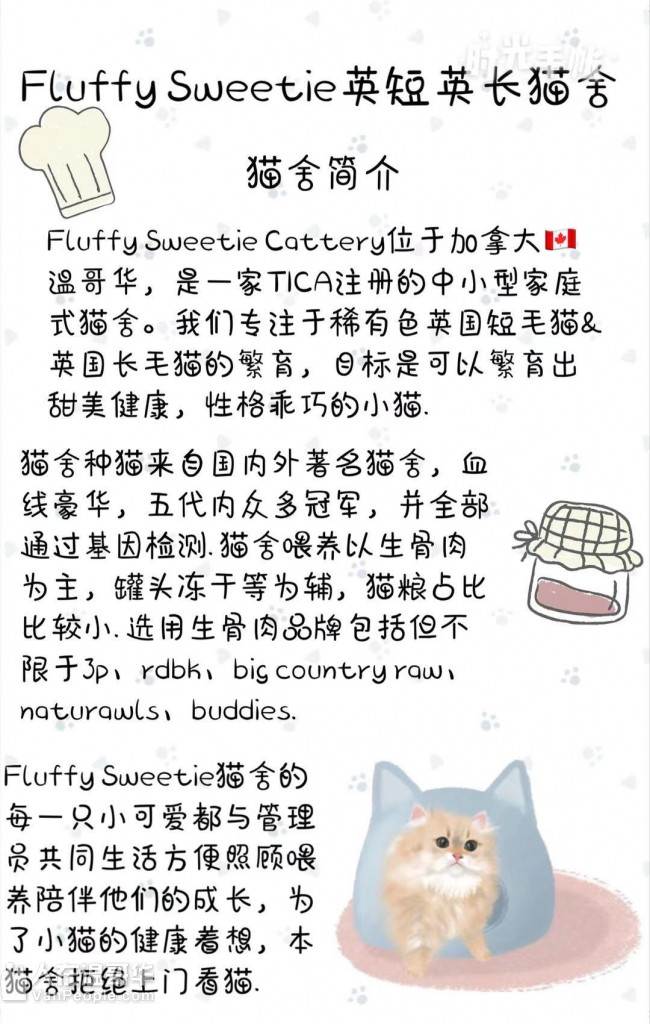 时光手帐
Fluffy Sweetie英短英长猫舍
猫舍简介
Fluffy Sweetie Cattery位于加拿大🇨🇦
温哥华，是一家TICA注册的中小型家庭
式猫舍。我们专注于稀有色英国短毛猫&
英国长毛猫的繁育，目标是可以繁育出
甜美健康，性格乖巧的小猫.
猫舍种猫来自国内外著名猫舍，血
线豪华，五代内众多冠军，并全部
通过基因检测.猫舍喂养以生骨肉
为主，罐头冻干等为辅，猫粮占比
比较小.选用生骨肉品牌包括但不
限于3p、rdbk、big country raw、
naturawls、buddies.
Fluffy Sweetie猫舍的
每一只小可爱都与管理
员共同生活方便照顾喂
养陪伴他们的成长，为
了小猫的健康着想，本
猫舍拒绝上门看猫.
人在温哥华
vanPeople.com